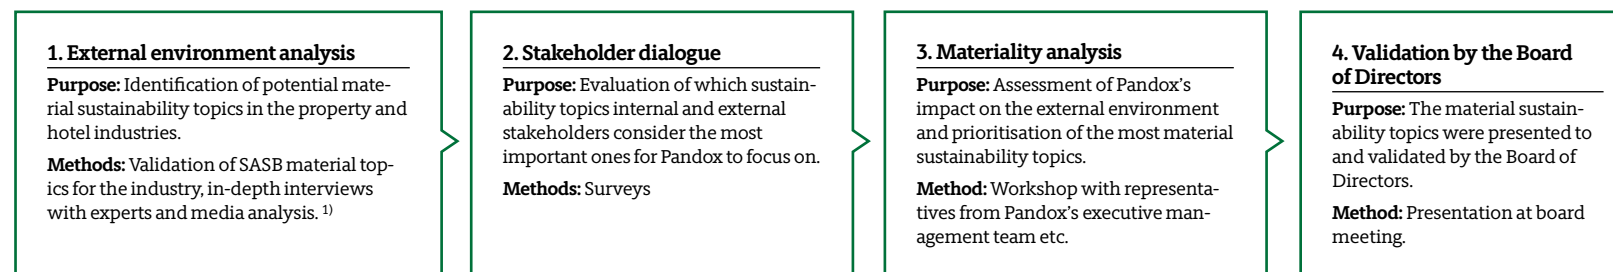 1. External environment analysis
Purpose: Identification of potential mate-
rial sustainability topics in the property and
hotel industries.
Methods: Validation of SASB material top-
ics for the industry, in-depth interviews
with experts and media analysis. 1)
2. Stakeholder dialogue
Purpose: Evaluation of which sustain-
ability topics internal and external
stakeholders consider the most
important ones for Pandox to focus on.
Methods: Surveys
3. Materiality analysis
Purpose: Assessment of Pandox's
impact on the external environment
and prioritisation of the most material
sustainability topics.
Method: Workshop with representa-
tives from Pandox's executive man-
agement team etc.
4. Validation by the Board
of Directors
Purpose: The material sustain-
ability topics were presented to
and validated by the Board of
Directors.
Method: Presentation at board
meeting.